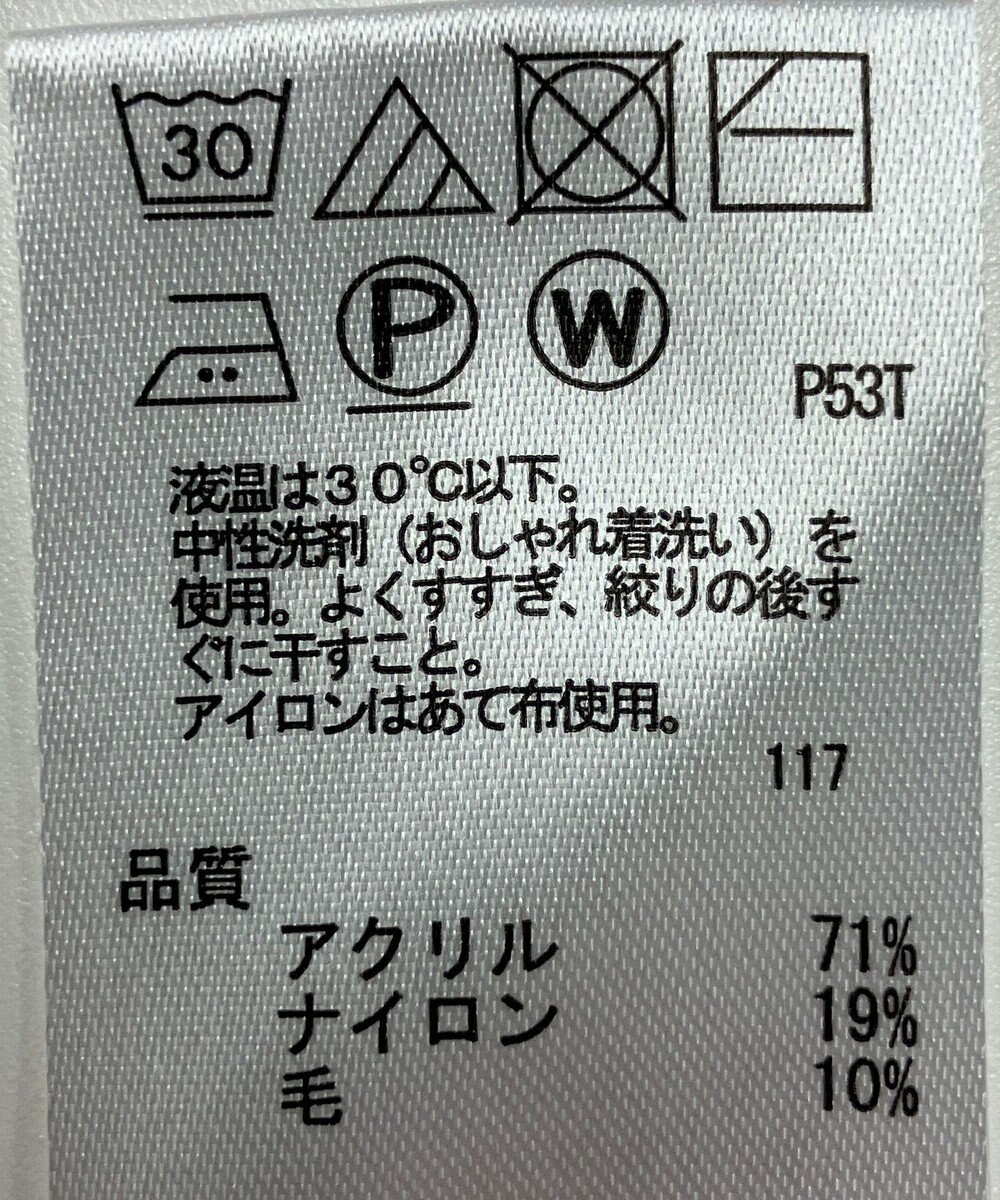 30
P
W
P53T
液温は30℃以下。
中性洗剤（おしゃれ着洗い）を
使用。よくすすぎ、絞りの後す
ぐに干すこと。
アイロンはあて布使用。
117
品質
アクリル 71%
ナイロン 19%
毛 10%